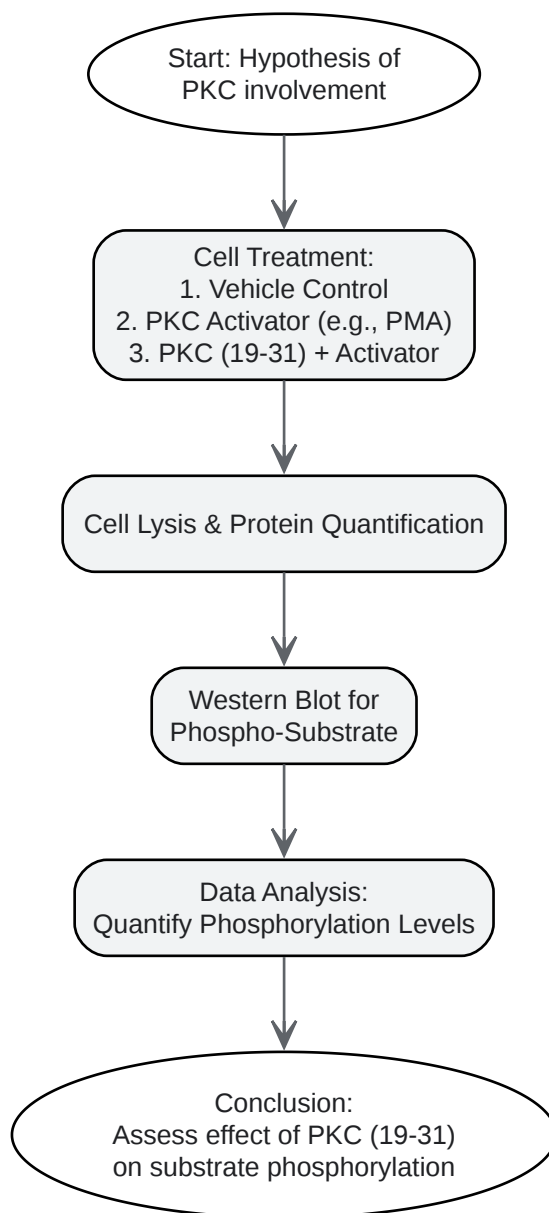 Start: Hypothesis of
PKC involvement
Cell Treatment:
1. Vehicle Control
2. PKC Activator (e.g., PMA)
3. PKC (19-31) + Activator
Cell Lysis & Protein Quantification
Western Blot for
Phospho-Substrate
Data Analysis:
Quantify Phosphorylation Levels
Conclusion:
Assess effect of PKC (19-31)
on substrate phosphorylation